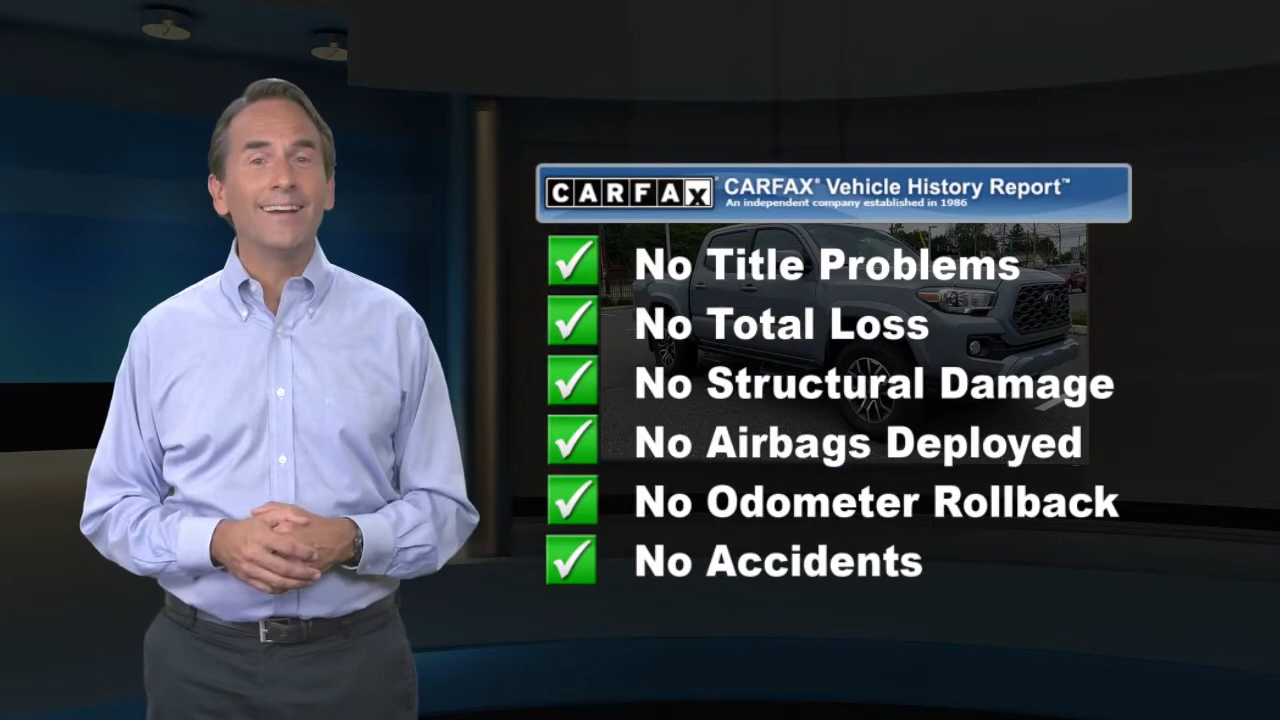 CARFAX® CARFAX® Vehicle History Report™
An independent company established in 1986
No Title Problems
No Total Loss
No Structural Damage
No Airbags Deployed
No Odometer Rollback
No Accidents